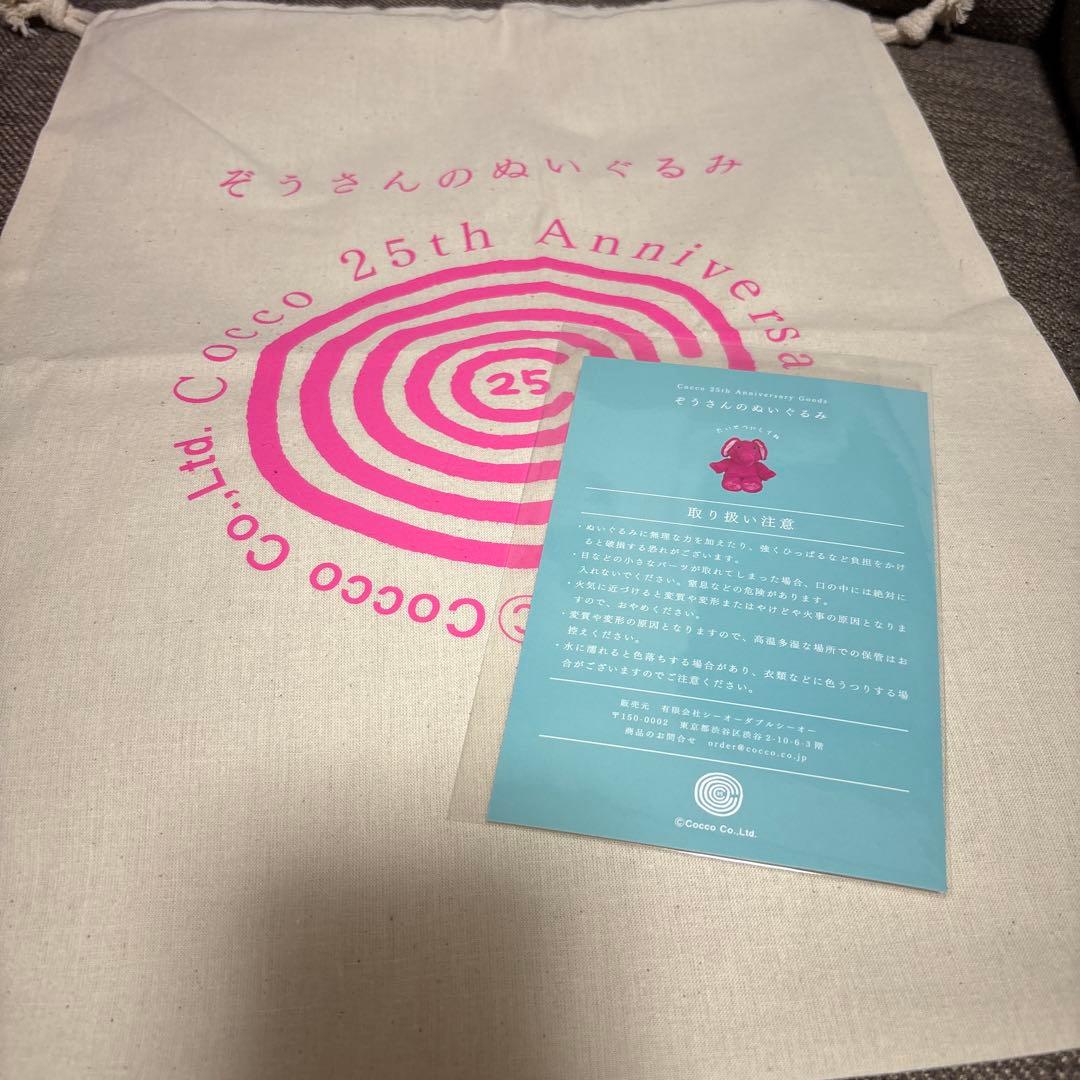 ぞうさんのぬいぐるみ
Cocco 25th Anniversa
25
©Cocco Co.,Ltd.
Cocco 25th Anniversary Goods
ぞうさんのぬいぐるみ
たいせつにしてね
取り扱い注意
・ぬいぐるみに無理な力を加えたり、強くひっぱるなど負担をかけ
ると破損する恐れがございます。
・目などの小さなパーツが取れてしまった場合、口の中には絶対に
入れないでください。窒息などの危険があります。
・火気に近づけると変質や変形またはやけどや火事の原因となりま
すので、おやめください。
・変質や変形の原因となりますので、高温多湿な場所での保管はお
控えください。
・水に濡れると色落ちする場合があり、衣類などに色うつりする場
合がございますのでご注意ください。
販売元 有限会社シーオーダブルシーオー
〒150-0002 東京都渋谷区渋谷2-10-6-3階
商品のお問合せ order@cocco.co.jp
©Cocco Co.,Ltd.